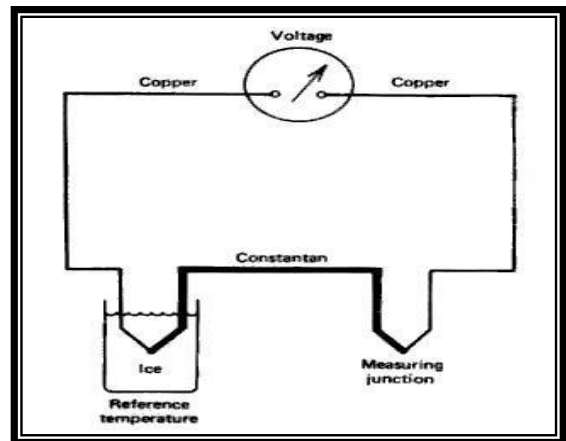 Voltage
Copper
Copper
Constantan
Ice
Measuring
junction
Reference
temperature